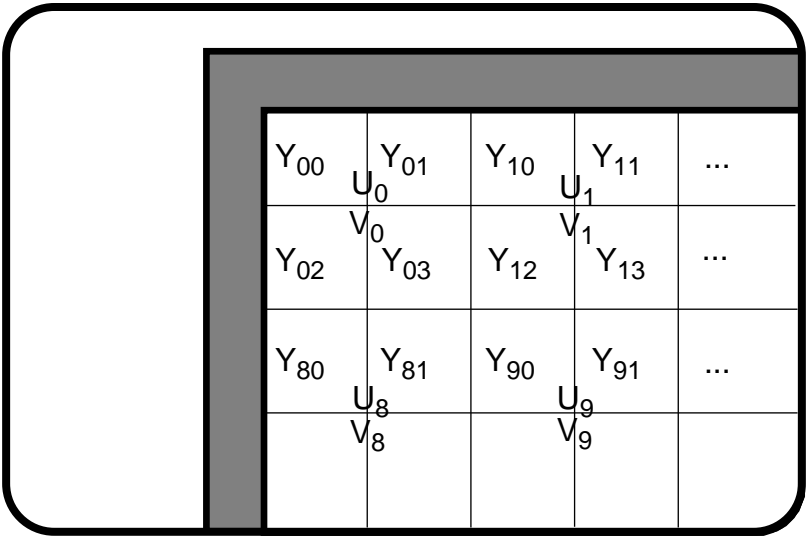 Y00 Y01 Y10 Y11 ...
U0 U1
V0 V1
Y02 Y03 Y12 Y13 ...
Y80 Y81 Y90 Y91 ...
U8 U9
V8 V9